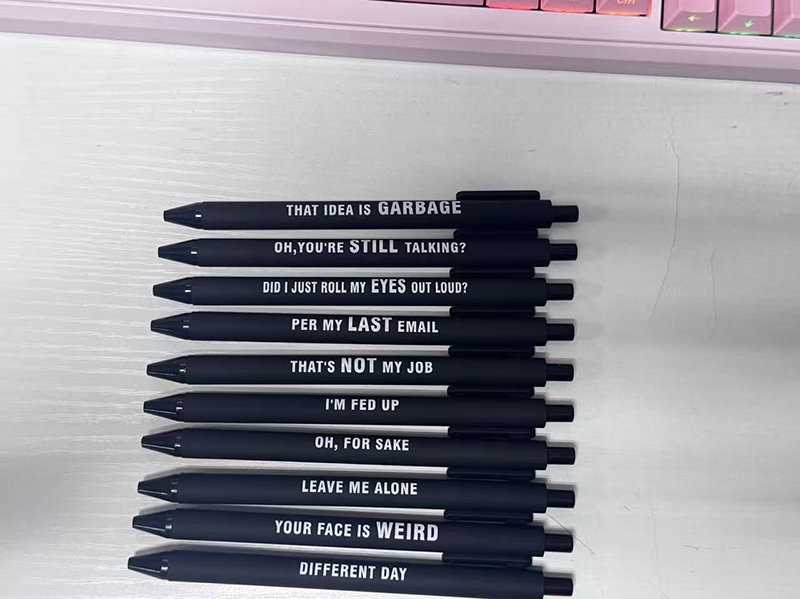 THAT IDEA IS GARBAGE
OH,YOU'RE STILL TALKING?
DID I JUST ROLL MY EYES OUT LOUD?
PER MY LAST EMAIL
THAT'S NOT MY JOB
I'M FED UP
OH, FOR SAKE
LEAVE ME ALONE
YOUR FACE IS WEIRD
DIFFERENT DAY